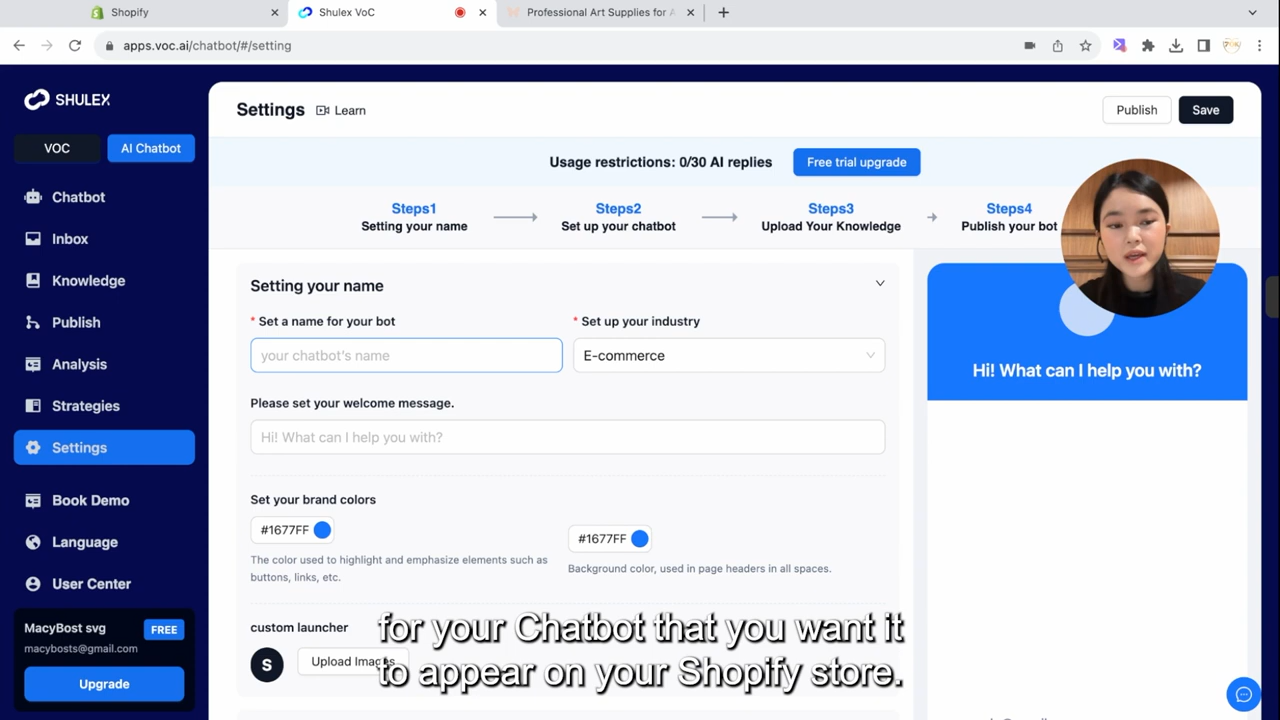 Shopify
Shulex VoC
Professional Art Supplies for A
apps.voc.ai/chatbot/#/setting
SHULEX
VOC
AI Chatbot
Chatbot
Inbox
Knowledge
Publish
Analysis
Strategies
Settings
Book Demo
Language
User Center
MacyBost svg
FREE
macybosts@gmail.com
Upgrade
Settings
Learn
Publish
Save
Usage restrictions: 0/30 AI replies
Free trial upgrade
Steps1
Setting your name
Steps2
Set up your chatbot
Steps3
Upload Your Knowledge
Steps4
Publish your bot
Setting your name
* Set a name for your bot
your chatbot's name
* Set up your industry
E-commerce
Please set your welcome message.
Hi! What can I help you with?
Set your brand colors
#1677FF
The color used to highlight and emphasize elements such as
buttons, links, etc.
#1677FF
Background color, used in page headers in all spaces.
custom launcher
S
Upload Images
Hi! What can I help you with?
for your Chatbot that you want it
to appear on your Shopify store.